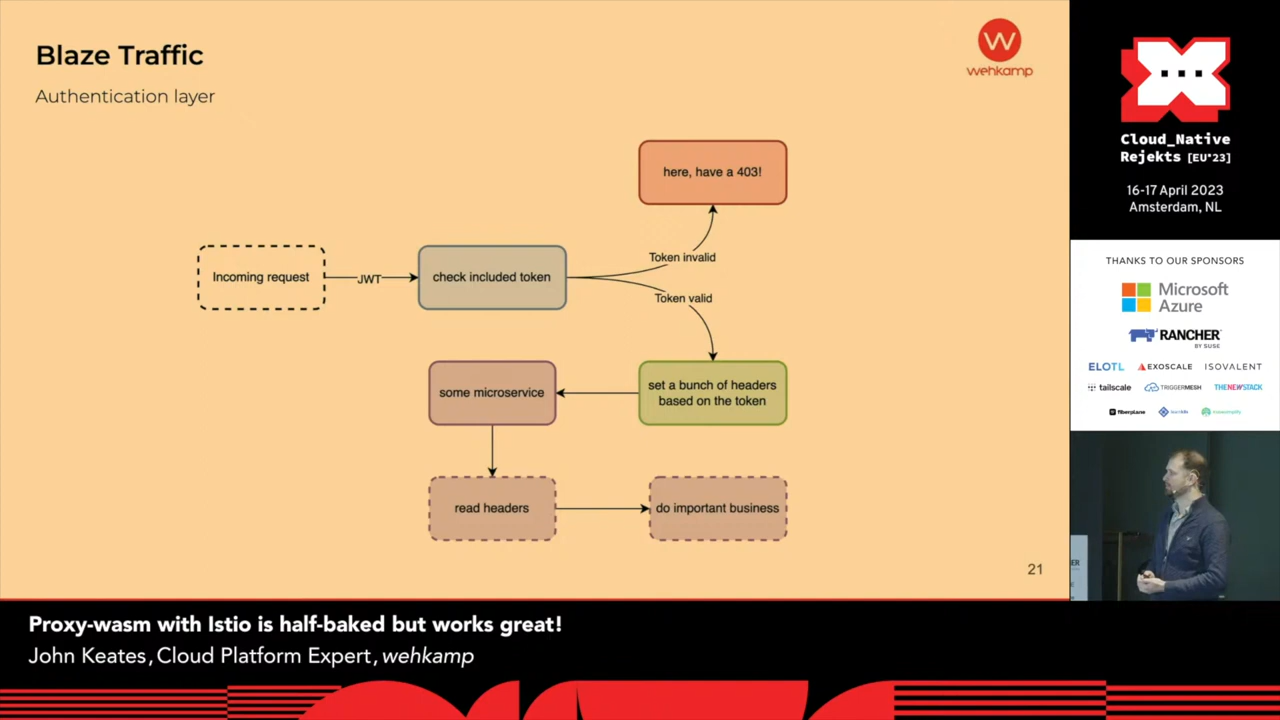 Blaze Traffic
Authentication layer
wehkamp
here, have a 403!
Token invalid
Incoming request
JWT
check included token
Token valid
some microservice
set a bunch of headers
based on the token
read headers
do important business
21
Cloud_Native
Rejekts [EU'23]
16-17 April 2023
Amsterdam, NL
THANKS TO OUR SPONSORS
Microsoft
Azure
RANCHER
BY SUSE
ELOTL
EXOSCALE
ISOVALENT
tailscale
TRIGGERMESH
THENEWSTACK
fiberplane
Proxy-wasm with Istio is half-baked but works great!
John Keates, Cloud Platform Expert, wehkamp